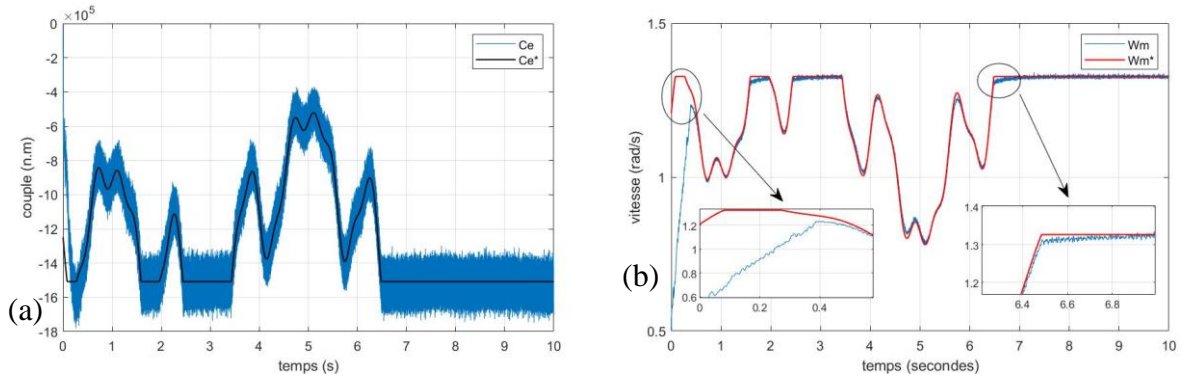 ×10⁵
0
-2
-4
-6
-8
-10
-12
-14
-16
-18
couple (n.m)
Ce
Ce*
0 1 2 3 4 5 6 7 8 9 10
temps (s)
(a)
1.5
1
0.5
vitesse (rad/s)
Wm
Wm*
1.2
1
0.8
0.6
0 0.2 0.4
1.4
1.3
1.2
6.4 6.6 6.8
0 1 2 3 4 5 6 7 8 9 10
temps (secondes)
(b)